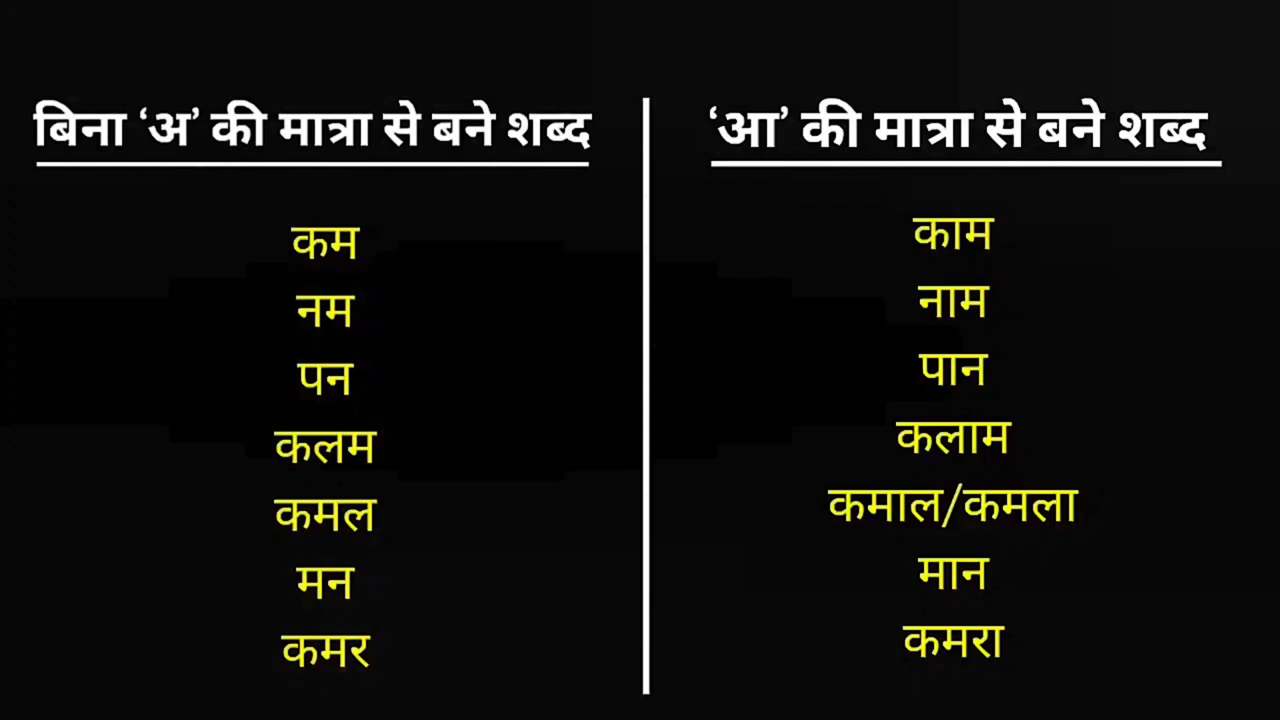 बिना ‘अ’ की मात्रा से बने शब्द
कम
नम
पन
कलम
कमल
मन
कमर
‘आ’ की मात्रा से बने शब्द
काम
नाम
पान
कलाम
कमाल/कमला
मान
कमरा